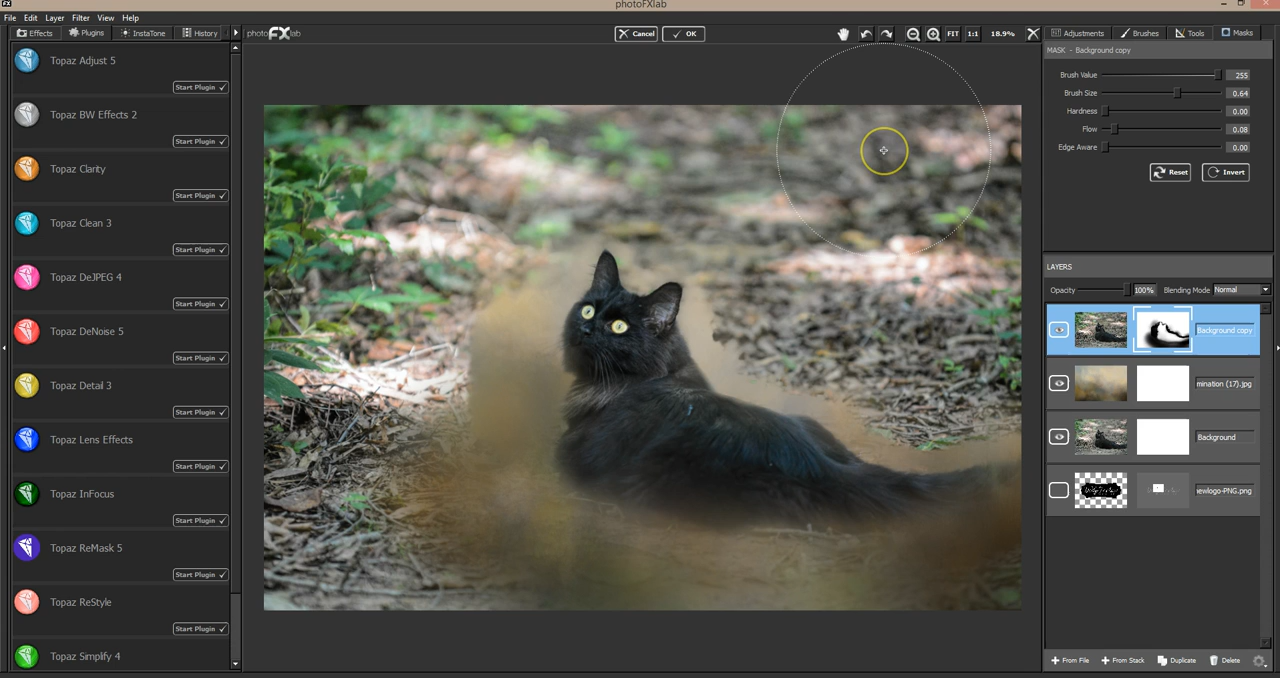 photoFXlab
File Edit Layer Filter View Help
Effects Plugins InstaTone History
photo FX lab
Cancel OK
FIT 1:1 18.9%
Adjustments Brushes Tools Masks
Topaz Adjust 5
Start Plugin
Topaz BW Effects 2
Start Plugin
Topaz Clarity
Start Plugin
Topaz Clean 3
Start Plugin
Topaz DeJPEG 4
Start Plugin
Topaz DeNoise 5
Start Plugin
Topaz Detail 3
Start Plugin
Topaz Lens Effects
Start Plugin
Topaz InFocus
Start Plugin
Topaz ReMask 5
Start Plugin
Topaz ReStyle
Start Plugin
Topaz Simplify 4
MASK - Background copy
Brush Value 255
Brush Size 0.64
Hardness 0.00
Flow 0.08
Edge Aware 0.00
Reset Invert
LAYERS
Opacity 100% Blending Mode Normal
Background copy
mination (17).jpg
Background
newlogo-PNG.png
From File From Stack Duplicate Delete